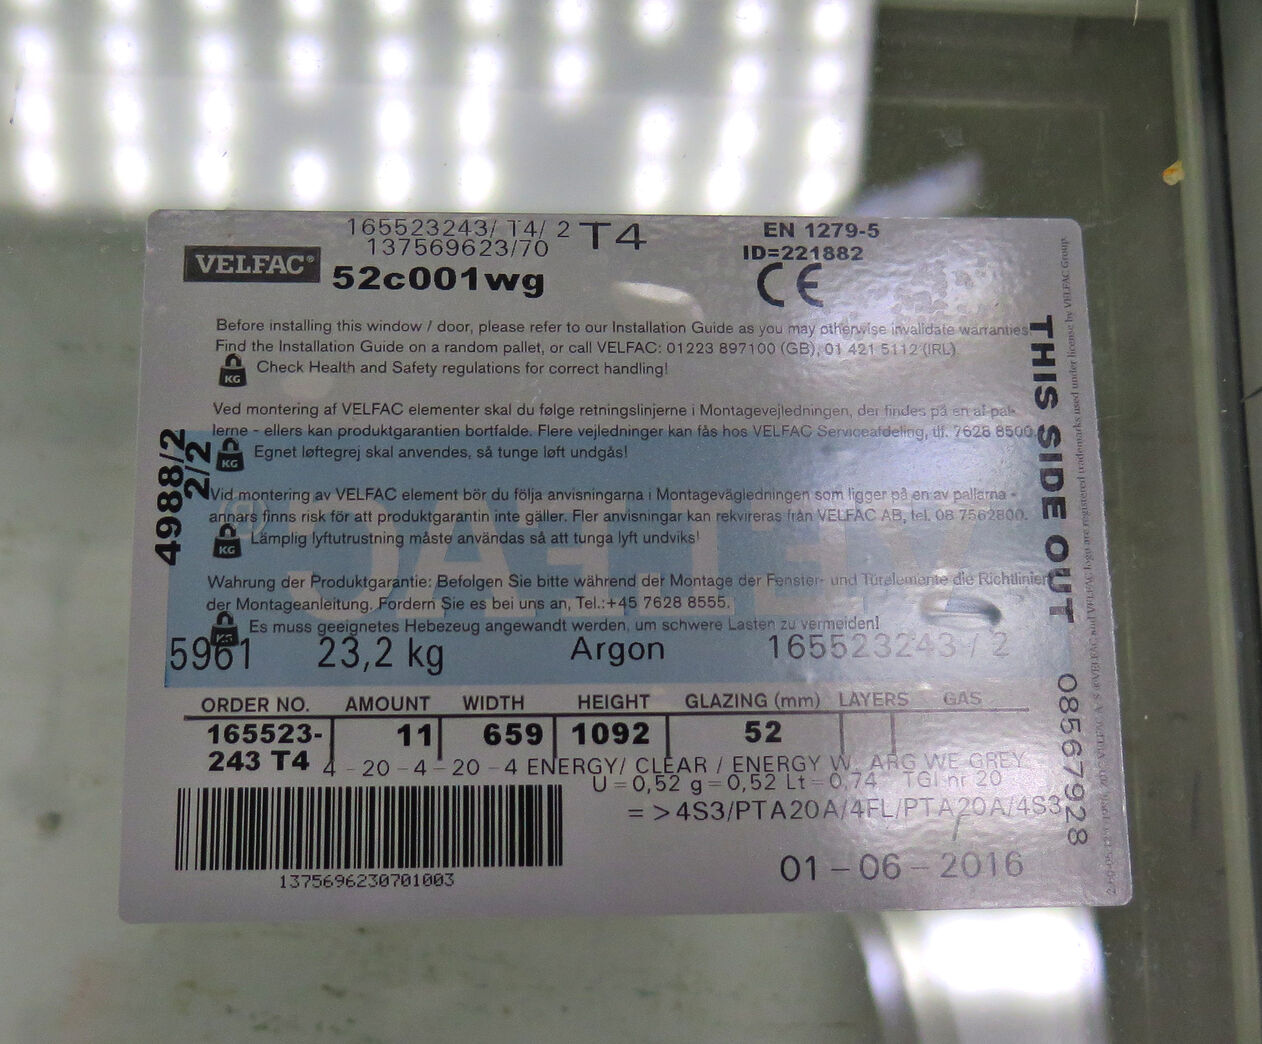 165523243/ T4/ 2 T4
137569623/70
VELFAC®
52c001wg
EN 1279-5
ID=221882
CE
Before installing this window / door, please refer to our Installation Guide as you may otherwise invalidate warranties.
Find the Installation Guide on a random pallet, or call VELFAC: 01223 897100 (GB), 01 421 5112 (IRL)
KG Check Health and Safety regulations for correct handling!
Ved montering af VELFAC elementer skal du følge retningslinjerne i Montagevejledningen, der findes på en af pal-
lerne - ellers kan produktgarantien bortfalde. Flere vejledninger kan fås hos VELFAC Serviceafdeling, tlf. 7628 8500.
KG Egnet løftegrej skal anvendes, så tunge løft undgås!
Vid montering av VELFAC element bör du följa anvisningarna i Montagevägledningen som ligger på en av pallarna -
annars finns risk för att produktgarantin inte gäller. Fler anvisningar kan rekvireras från VELFAC AB, tel. 08 7562800.
KG Lämplig lyftutrustning måste användas så att tunga lyft undviks!
Wahrung der Produktgarantie: Befolgen Sie bitte während der Montage der Fenster- und Türelemente die Richtlinien
der Montageanleitung. Fordern Sie es bei uns an, Tel.:+45 7628 8555.
KG Es muss geeignetes Hebezeug angewandt werden, um schwere Lasten zu vermeiden!
4988/2
2/2
THIS SIDE OUT
08567928
VELFAC®
5961 23,2 kg Argon 165523243 / 2
ORDER NO. AMOUNT WIDTH HEIGHT GLAZING (mm) LAYERS GAS
165523- 11 659 1092 52
243 T4
4 - 20 - 4 - 20 - 4 ENERGY/ CLEAR / ENERGY W. ARG WE GREY
U=0,52 g=0,52 Lt=0,74 TGI nr 20
=>4S3/PTA20A/4FL/PTA20A/4S3
/
01-06-2016
1375696230701003